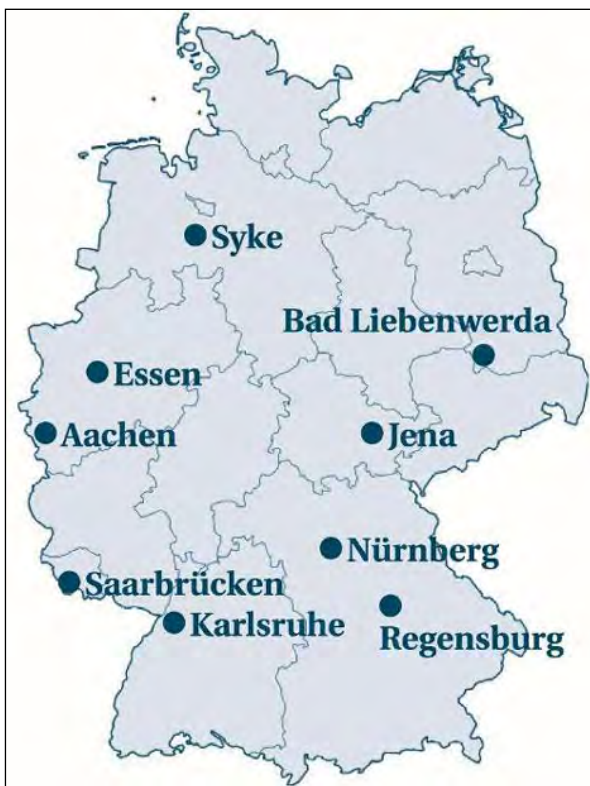 Syke
Bad Liebenwerda
Essen
Aachen
Jena
Nürnberg
Saarbrücken
Karlsruhe
Regensburg